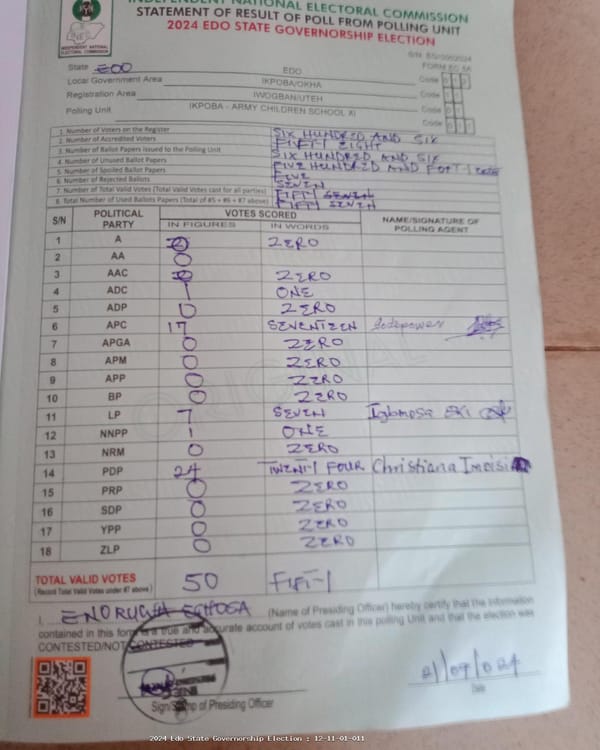 INDEPENDENT NATIONAL ELECTORAL COMMISSION
STATEMENT OF RESULT OF POLL FROM POLLING UNIT
2024 EDO STATE GOVERNORSHIP ELECTION
INDEPENDENT NATIONAL ELECTORAL COMMISSION
FORM EC 8A
State EDO EDO
Local Government Area IKPOBA/OKHA Code
Registration Area IWOGBAN/UTEH Code
Polling Unit IKPOBA - ARMY CHILDREN SCHOOL XI Code
1. Number of Voters on the Register SIX HUNDRED AND SIX
2. Number of Accredited Voters FIFTY EIGHT
3. Number of Ballot Papers Issued to the Polling Unit SIX HUNDRED AND SIX
4. Number of Unused Ballot Papers FIVE HUNDRED AND FORTY
5. Number of Spoiled Ballot Papers FIVE
6. Number of Rejected Ballots SEVEN
7. Number of Total Valid Votes (Total Valid Votes cast for all parties) FIFTY SEVEN
8. Total Number of Used Ballots Papers (Total of #5 + #6 + #7 above) FIFTY SEVEN
S/N POLITICAL PARTY VOTES SCORED NAME/SIGNATURE OF POLLING AGENT
IN FIGURES IN WORDS
1 A 0 ZERO
2 AA 0
3 AAC 0 ZERO
4 ADC 1 ONE
5 ADP 0 ZERO
6 APC 17 SEVENTEEN
7 APGA 0 ZERO
8 APM 0 ZERO
9 APP 0 ZERO
10 BP 0 ZERO
11 LP 7 SEVEN
12 NNPP 1 ONE
13 NRM 0 ZERO
14 PDP 24 TWENTY FOUR Christiana
15 PRP 0 ZERO
16 SDP 0 ZERO
17 YPP 0 ZERO
18 ZLP 0 ZERO
TOTAL VALID VOTES 50 FIFTY
(Record Total Valid Votes under #7 above)
I, ENORUGHA EGHOSA (Name of Presiding Officer) hereby certify that the information
contained in this form is a true and accurate account of votes cast in this polling Unit and that the election was
CONTESTED/NOT CONTESTED
21/09/024
Sign/Stamp of Presiding Officer Date
2024 Edo State Governorship Election : 12-11-01-011